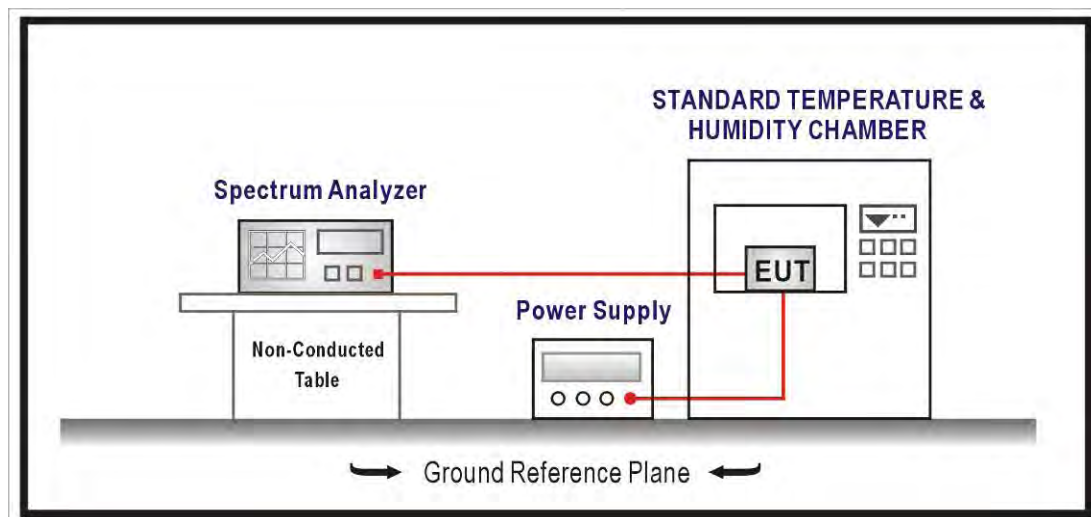 STANDARD TEMPERATURE &
HUMIDITY CHAMBER
Spectrum Analyzer
EUT
Power Supply
Non-Conducted
Table
Ground Reference Plane